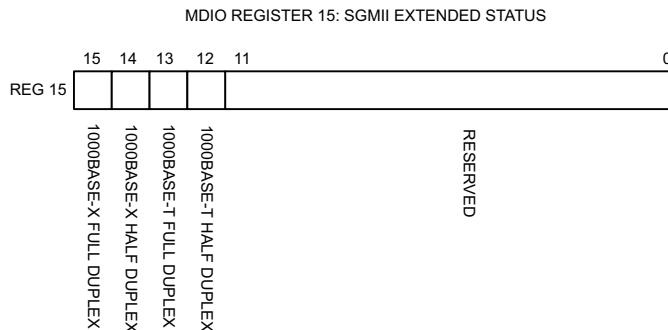 MDIO REGISTER 15: SGMII EXTENDED STATUS
15 14 13 12 11 0
REG 15
1000BASE-X FULL DUPLEX
1000BASE-X HALF DUPLEX
1000BASE-T FULL DUPLEX
1000BASE-T HALF DUPLEX
RESERVED